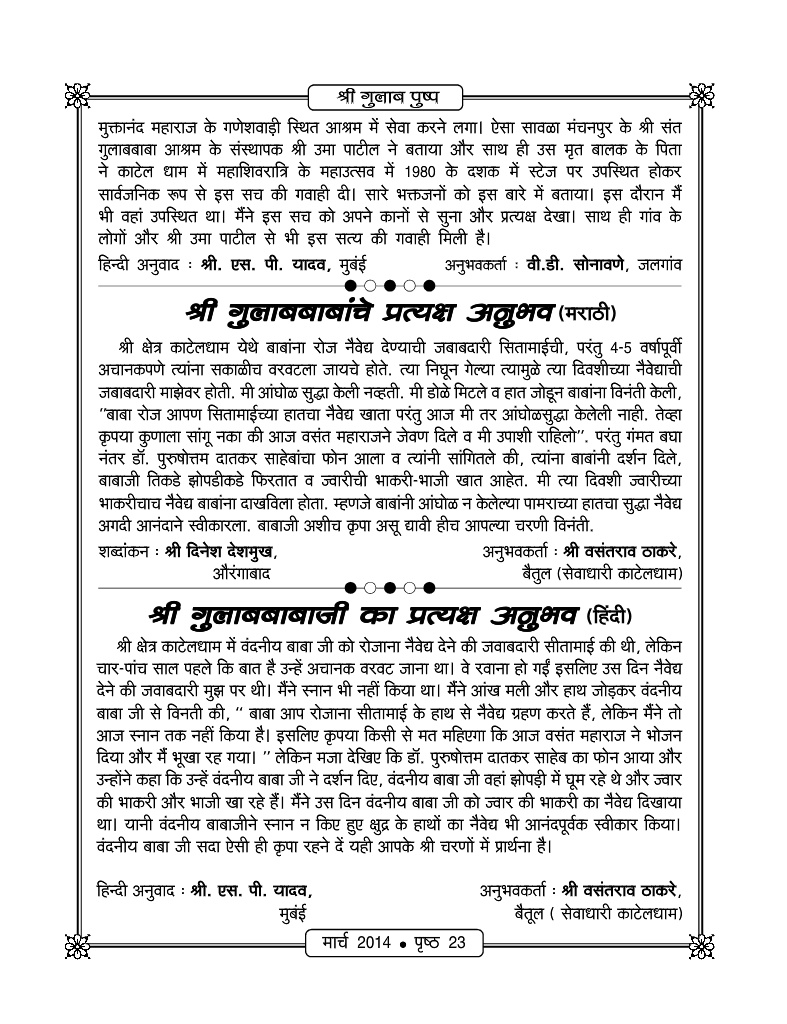 श्री गुलाब पुष्प
मुक्तानंद महाराज के गणेशवाड़ी स्थित आश्रम में सेवा करने लगा। ऐसा सावळा मंचनपुर के श्री संत
गुलाबबाबा आश्रम के संस्थापक श्री उमा पाटील ने बताया और साथ ही उस मृत बालक के पिता
ने काटेल धाम में महाशिवरात्रि के महाउत्सव में 1980 के दशक में स्टेज पर उपस्थित होकर
सार्वजनिक रूप से इस सच की गवाही दी। सारे भक्तजनों को इस बारे में बताया। इस दौरान मैं
भी वहां उपस्थित था। मैंने इस सच को अपने कानों से सुना और प्रत्यक्ष देखा। साथ ही गांव के
लोगों और श्री उमा पाटील से भी इस सत्य की गवाही मिली है।
हिन्दी अनुवाद : श्री. एस. पी. यादव, मुंबई अनुभवकर्ता : वी.डी. सोनावणे, जलगांव
श्री गुलाबबाबांचे प्रत्यक्ष अनुभव (मराठी)
श्री क्षेत्र काटेलधाम येथे बाबांना रोज नैवेद्य देण्याची जबाबदारी सितामाईची, परंतु 4-5 वर्षापूर्वी
अचानकपणे त्यांना सकाळीच वरवटला जायचे होते. त्या निघून गेल्या त्यामुळे त्या दिवशीच्या नैवेद्याची
जबाबदारी माझेवर होती. मी आंघोळ सुद्धा केली नव्हती. मी डोळे मिटले व हात जोडून बाबांना विनंती केली,
“बाबा रोज आपण सितामाईच्या हातचा नैवेद्य खाता परंतु आज मी तर आंघोळसुद्धा केलेली नाही. तेव्हा
कृपया कुणाला सांगू नका की आज वसंत महाराजने जेवण दिले व मी उपाशी राहिलो”. परंतु गंमत बघा
नंतर डॉ. पुरुषोत्तम दातकर साहेबांचा फोन आला व त्यांनी सांगितले की, त्यांना बाबांनी दर्शन दिले,
बाबाजी तिकडे झोपडीकडे फिरतात व ज्वारीची भाकरी-भाजी खात आहेत. मी त्या दिवशी ज्वारीच्या
भाकरीचाच नैवेद्य बाबांना दाखविला होता. म्हणजे बाबांनी आंघोळ न केलेल्या पामराच्या हातचा सुद्धा नैवेद्य
अगदी आनंदाने स्वीकारला. बाबाजी अशीच कृपा असू द्यावी हीच आपल्या चरणी विनंती.
शब्दांकन : श्री दिनेश देशमुख, अनुभवकर्ता : श्री वसंतराव ठाकरे,
औरंगाबाद बैतुल (सेवाधारी काटेलधाम)
श्री गुलाबबाबाजी का प्रत्यक्ष अनुभव (हिंदी)
श्री क्षेत्र काटेलधाम में वंदनीय बाबा जी को रोजाना नैवेद्य देने की जवाबदारी सीतामाई की थी, लेकिन
चार-पांच साल पहले कि बात है उन्हें अचानक वरवट जाना था। वे रवाना हो गईं इसलिए उस दिन नैवेद्य
देने की जवाबदारी मुझ पर थी। मैंने स्नान भी नहीं किया था। मैंने आंख मली और हाथ जोड़कर वंदनीय
बाबा जी से विनती की, “ बाबा आप रोजाना सीतामाई के हाथ से नैवेद्य ग्रहण करते हैं, लेकिन मैंने तो
आज स्नान तक नहीं किया है। इसलिए कृपया किसी से मत महिएगा कि आज वसंत महाराज ने भोजन
दिया और मैं भूखा रह गया। ” लेकिन मजा देखिए कि डॉ. पुरुषोत्तम दातकर साहेब का फोन आया और
उन्होंने कहा कि उन्हें वंदनीय बाबा जी ने दर्शन दिए, वंदनीय बाबा जी वहां झोपड़ी में घूम रहे थे और ज्वार
की भाकरी और भाजी खा रहे हैं। मैंने उस दिन वंदनीय बाबा जी को ज्वार की भाकरी का नैवेद्य दिखाया
था। यानी वंदनीय बाबाजीने स्नान न किए हुए क्षुद्र के हाथों का नैवेद्य भी आनंदपूर्वक स्वीकार किया।
वंदनीय बाबा जी सदा ऐसी ही कृपा रहने दें यही आपके श्री चरणों में प्रार्थना है।
हिन्दी अनुवाद : श्री. एस. पी. यादव, अनुभवकर्ता : श्री वसंतराव ठाकरे,
मुबंई बैतूल ( सेवाधारी काटेलधाम)
मार्च 2014 ● पृष्ठ 23